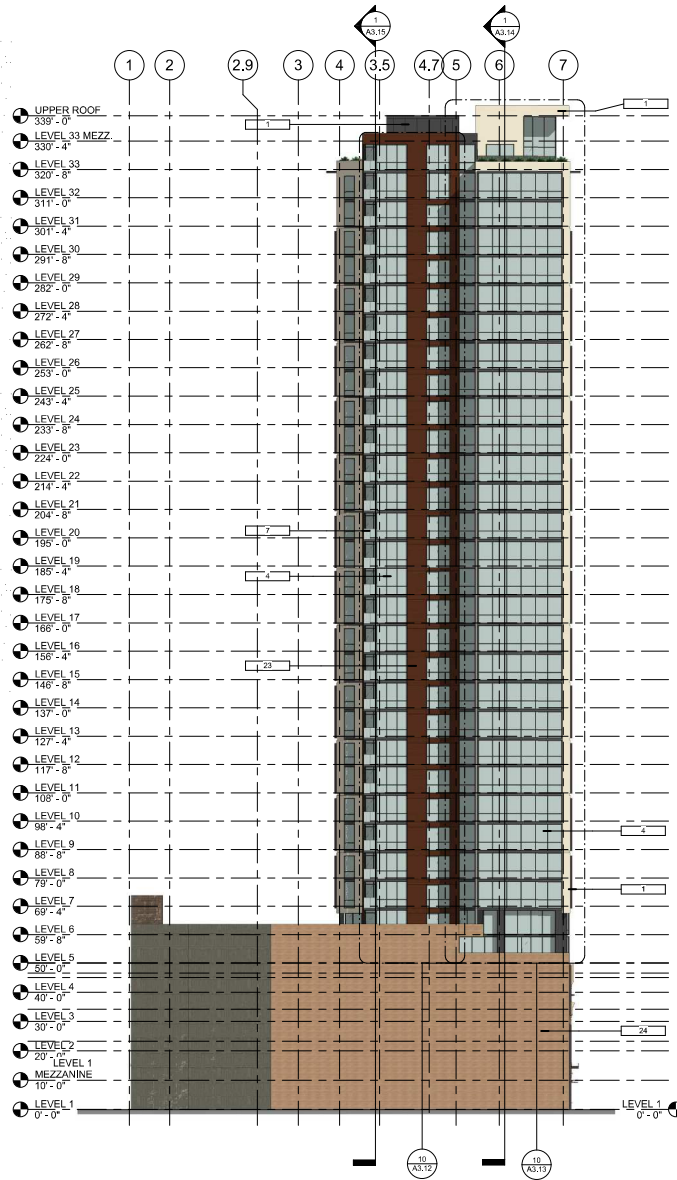 1
A3.15
1
A3.14
1
2
2.9
3
4
3.5
4.7
5
6
7
UPPER ROOF
339' - 0"
1
1
LEVEL 33 MEZZ.
330' - 4"
LEVEL 33
320' - 8"
LEVEL 32
311' - 0"
LEVEL 31
301' - 4"
LEVEL 30
291' - 8"
LEVEL 29
282' - 0"
LEVEL 28
272' - 4"
LEVEL 27
262' - 8"
LEVEL 26
253' - 0"
LEVEL 25
243' - 4"
LEVEL 24
233' - 8"
LEVEL 23
224' - 0"
LEVEL 22
214' - 4"
LEVEL 21
204' - 8"
7
LEVEL 20
195' - 0"
LEVEL 19
185' - 4"
4
LEVEL 18
175' - 8"
LEVEL 17
166' - 0"
LEVEL 16
156' - 4"
23
LEVEL 15
146' - 8"
LEVEL 14
137' - 0"
LEVEL 13
127' - 4"
LEVEL 12
117' - 8"
LEVEL 11
108' - 0"
LEVEL 10
98' - 4"
4
LEVEL 9
88' - 8"
LEVEL 8
79' - 0"
1
LEVEL 7
69' - 4"
LEVEL 6
59' - 8"
LEVEL 5
50' - 0"
LEVEL 4
40' - 0"
LEVEL 3
30' - 0"
24
LEVEL 2
20' - 0"
LEVEL 1
MEZZANINE
10' - 0"
LEVEL 1
0' - 0"
LEVEL 1
0' - 0"
10
A3.12
10
A3.13